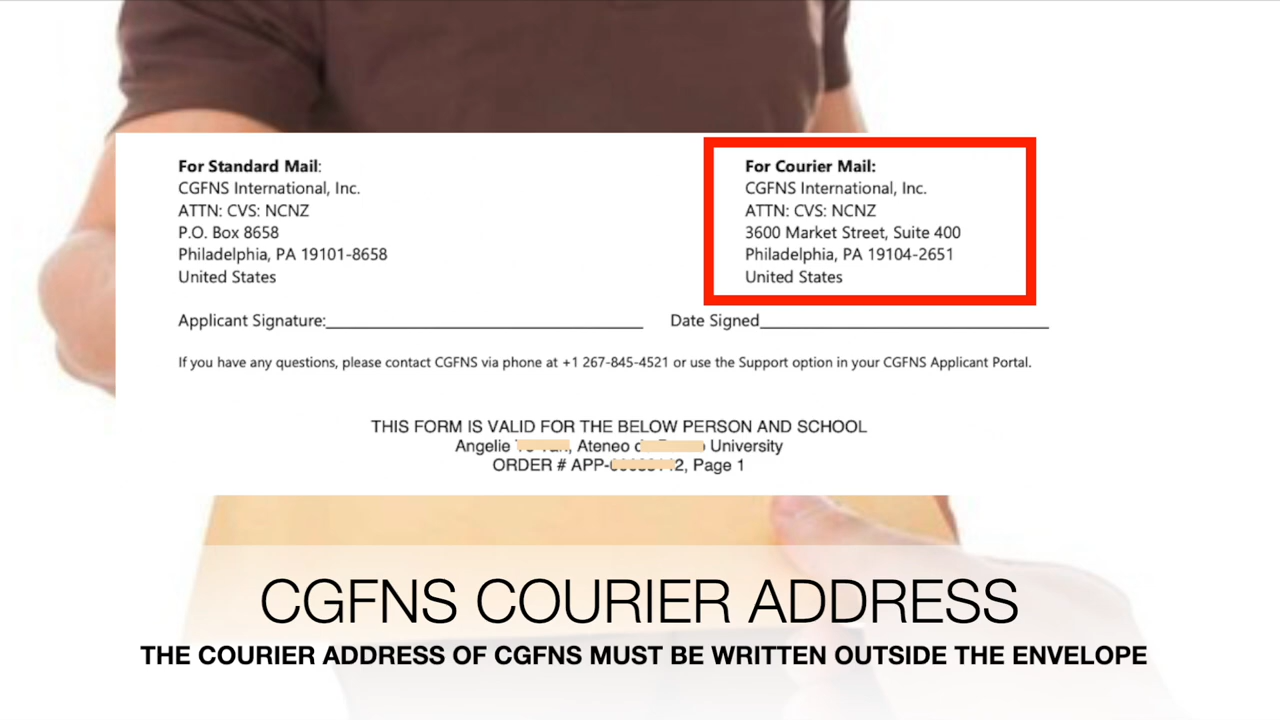 For Standard Mail:
CGFNS International, Inc.
ATTN: CVS: NCNZ
P.O. Box 8658
Philadelphia, PA 19101-8658
United States
For Courier Mail:
CGFNS International, Inc.
ATTN: CVS: NCNZ
3600 Market Street, Suite 400
Philadelphia, PA 19104-2651
United States
Applicant Signature: Date Signed
If you have any questions, please contact CGFNS via phone at +1 267-845-4521 or use the Support option in your CGFNS Applicant Portal.
THIS FORM IS VALID FOR THE BELOW PERSON AND SCHOOL
Angelie , Ateneo University
ORDER # APP- 2, Page 1
CGFNS COURIER ADDRESS
THE COURIER ADDRESS OF CGFNS MUST BE WRITTEN OUTSIDE THE ENVELOPE